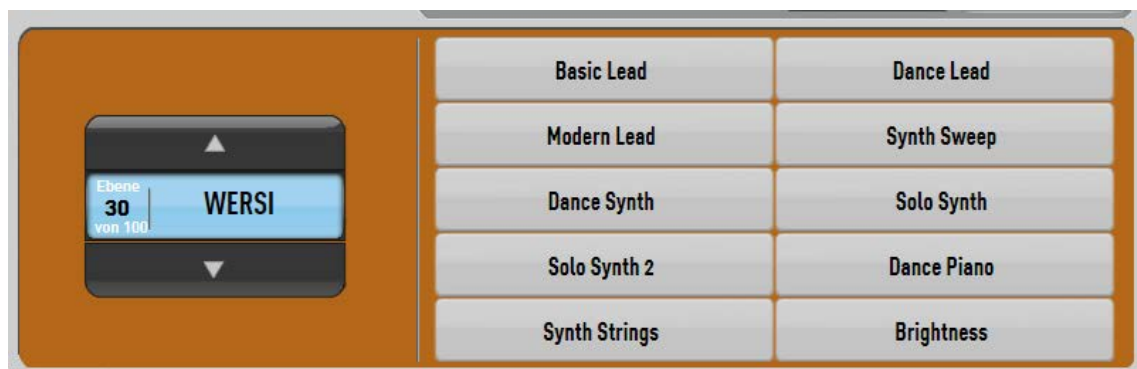 Ebene
30
von 100
WERSI
Basic Lead
Dance Lead
Modern Lead
Synth Sweep
Dance Synth
Solo Synth
Solo Synth 2
Dance Piano
Synth Strings
Brightness